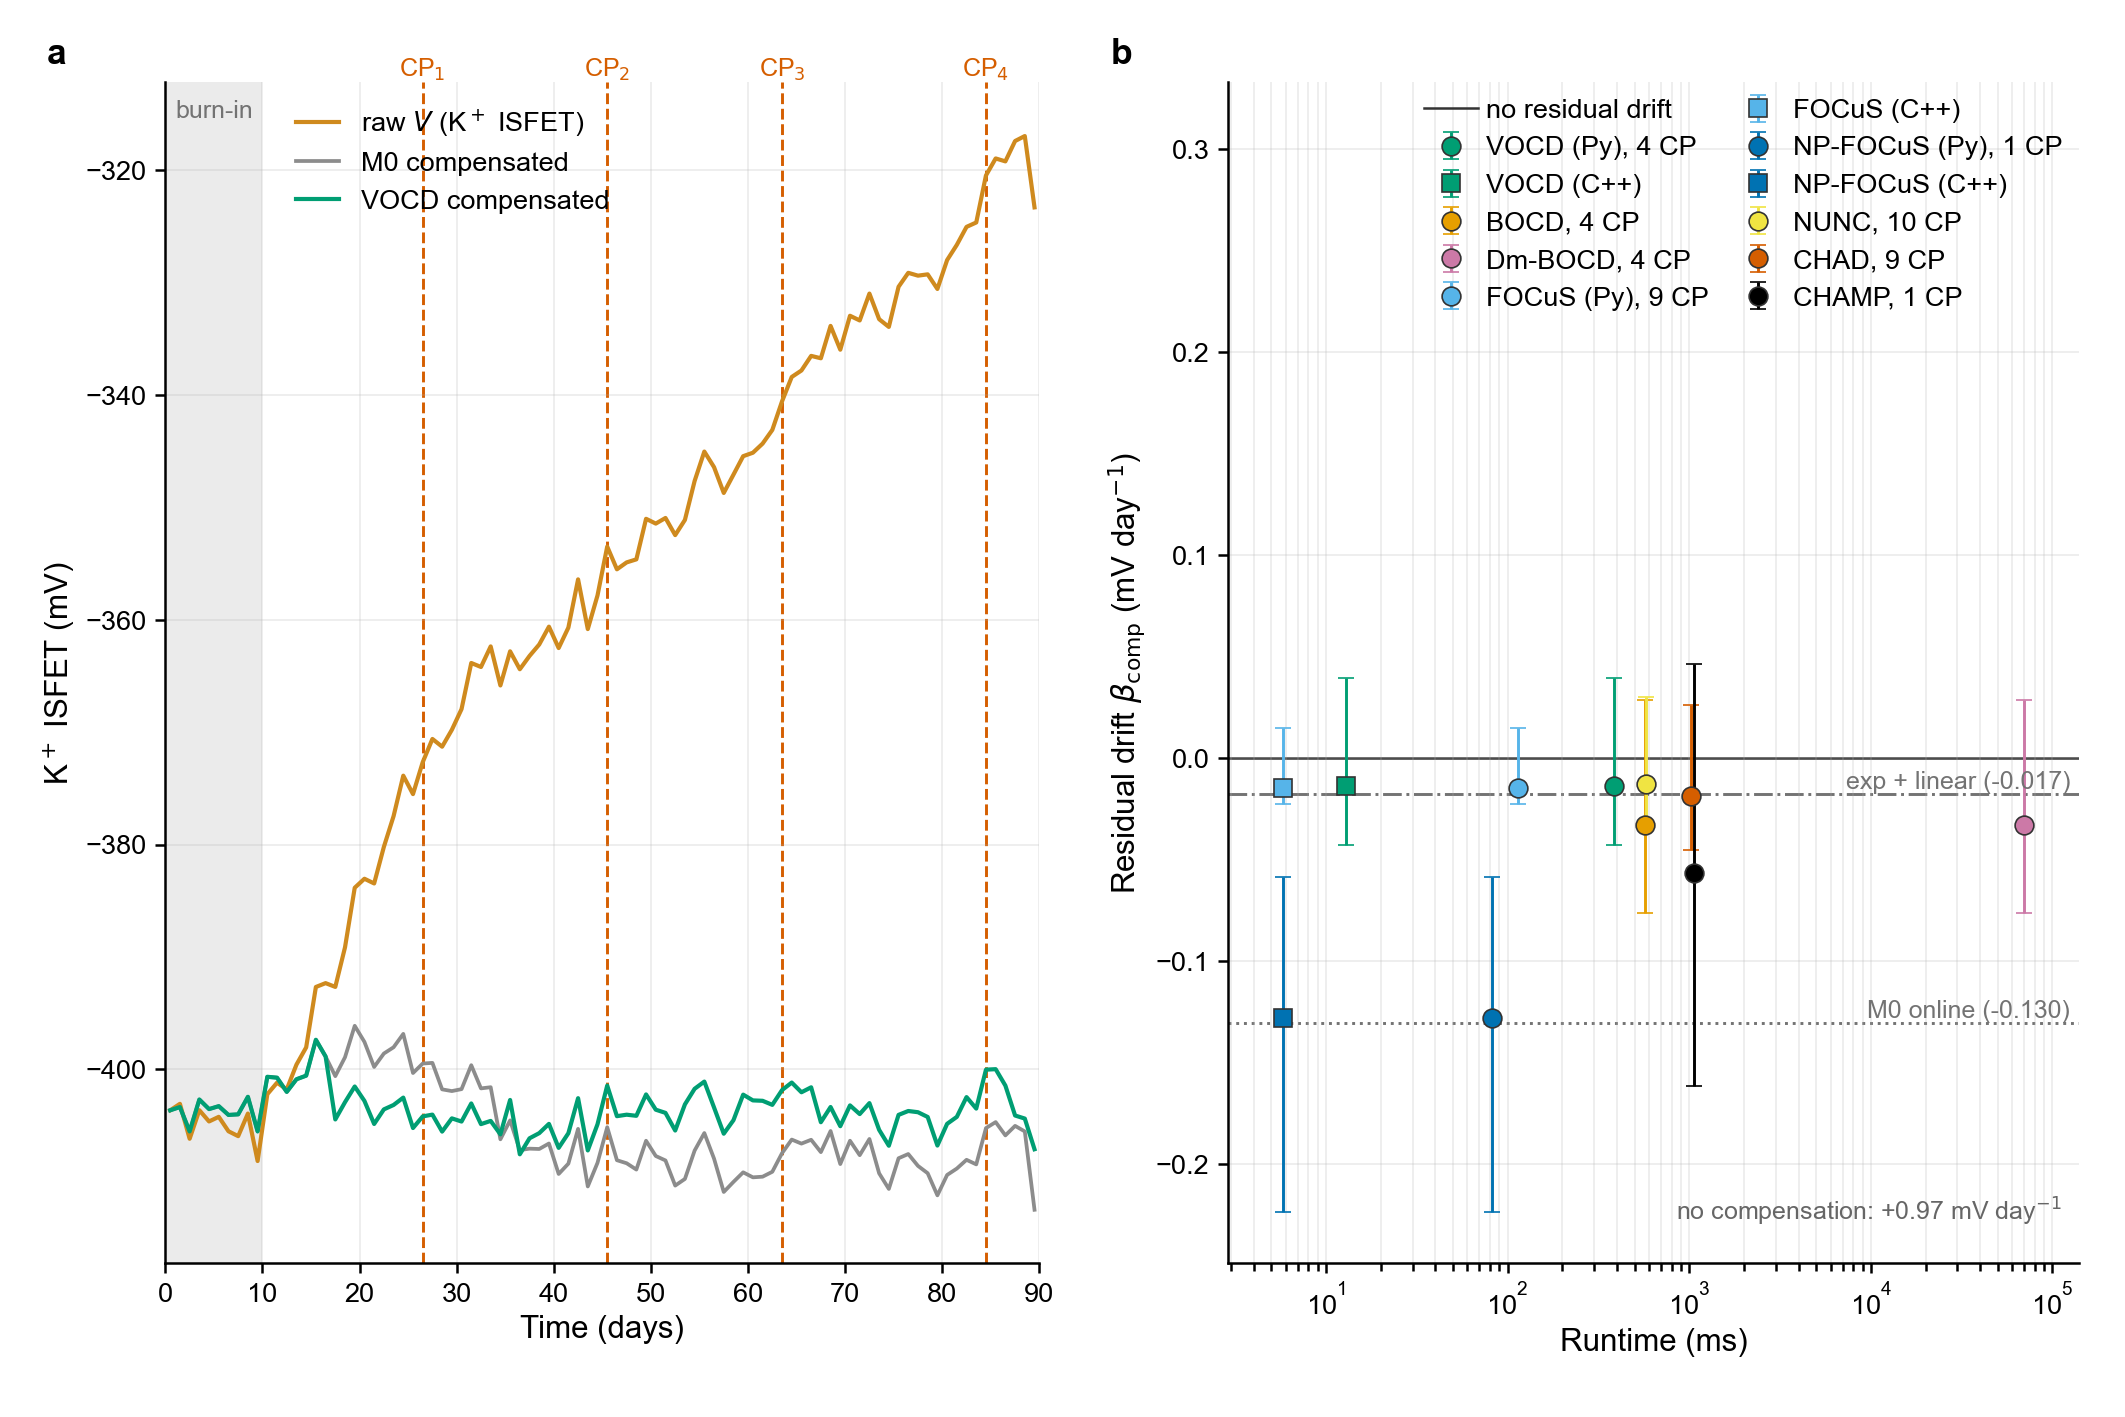 a
CP₁ CP₂ CP₃ CP₄
burn-in
raw V (K⁺ ISFET)
M0 compensated
VOCD compensated
−320
−340
−360
−380
−400
K⁺ ISFET (mV)
0 10 20 30 40 50 60 70 80 90
Time (days)
b
no residual drift
VOCD (Py), 4 CP
VOCD (C++)
BOCD, 4 CP
Dm-BOCD, 4 CP
FOCuS (Py), 9 CP
FOCuS (C++)
NP-FOCuS (Py), 1 CP
NP-FOCuS (C++)
NUNC, 10 CP
CHAD, 9 CP
CHAMP, 1 CP
0.3
0.2
0.1
0.0
−0.1
−0.2
Residual drift β_comp (mV day⁻¹)
exp + linear (-0.017)
M0 online (-0.130)
no compensation: +0.97 mV day⁻¹
10¹ 10² 10³ 10⁴ 10⁵
Runtime (ms)